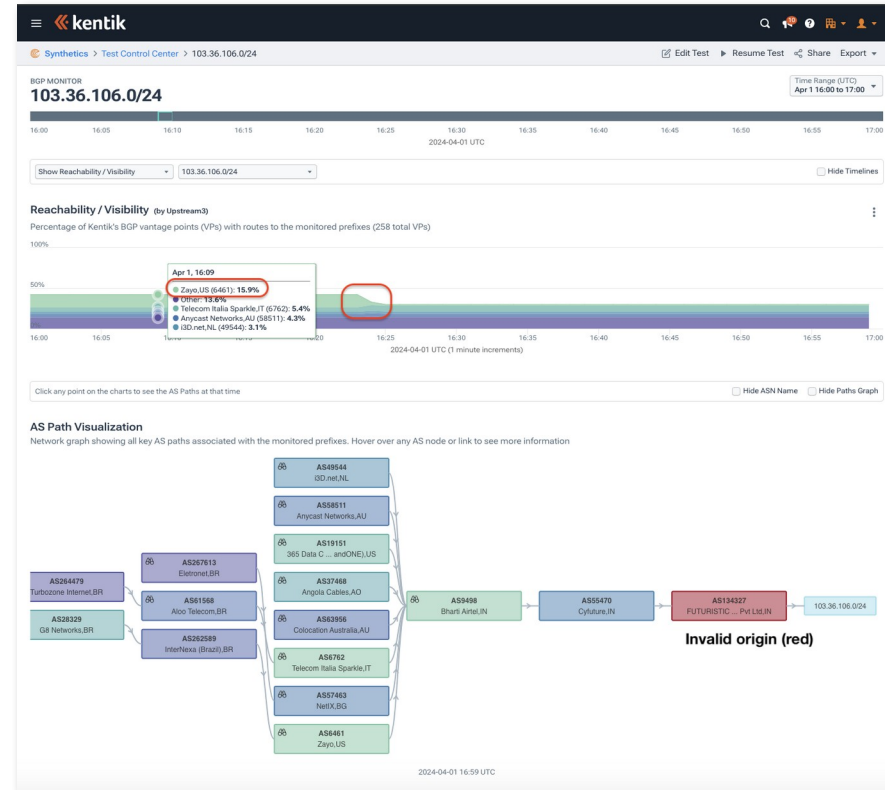 kentik
10
Synthetics > Test Control Center > 103.36.106.0/24
Edit Test
Resume Test
Share
Export
BGP MONITOR
103.36.106.0/24
Time Range (UTC)
Apr 1 16:00 to 17:00
16:00 16:05 16:10 16:15 16:20 16:25 16:30 16:35 16:40 16:45 16:50 16:55 17:00
2024-04-01 UTC
Show Reachability / Visibility
103.36.106.0/24
Hide Timelines
Reachability / Visibility (by Upstream3)
Percentage of Kentik's BGP vantage points (VPs) with routes to the monitored prefixes (258 total VPs)
100%
50%
Apr 1, 16:09
Zayo,US (6461): 15.9%
Other: 13.6%
Telecom Italia Sparkle,IT (6762): 5.4%
Anycast Networks,AU (58511): 4.3%
i3D.net,NL (49544): 3.1%
16:00 16:05 16:25 16:30 16:35 16:40 16:45 16:50 16:55 17:00
2024-04-01 UTC (1 minute increments)
Click any point on the charts to see the AS Paths at that time
Hide ASN Name
Hide Paths Graph
AS Path Visualization
Network graph showing all key AS paths associated with the monitored prefixes. Hover over any AS node or link to see more information
AS49544
i3D.net,NL
AS58511
Anycast Networks,AU
AS19151
365 Data C ... andONE),US
AS267613
Eletronet,BR
AS264479
Turbozone Internet,BR
AS37468
Angola Cables,AO
AS61568
Aloo Telecom,BR
AS9498
Bharti Airtel,IN
AS55470
Cyfuture,IN
AS134327
FUTURISTIC ... Pvt Ltd,IN
103.36.106.0/24
AS28329
G8 Networks,BR
AS63956
Colocation Australia,AU
AS262589
InterNexa (Brazil),BR
Invalid origin (red)
AS6762
Telecom Italia Sparkle,IT
AS57463
NetIX,BG
AS6461
Zayo,US
2024-04-01 16:59 UTC